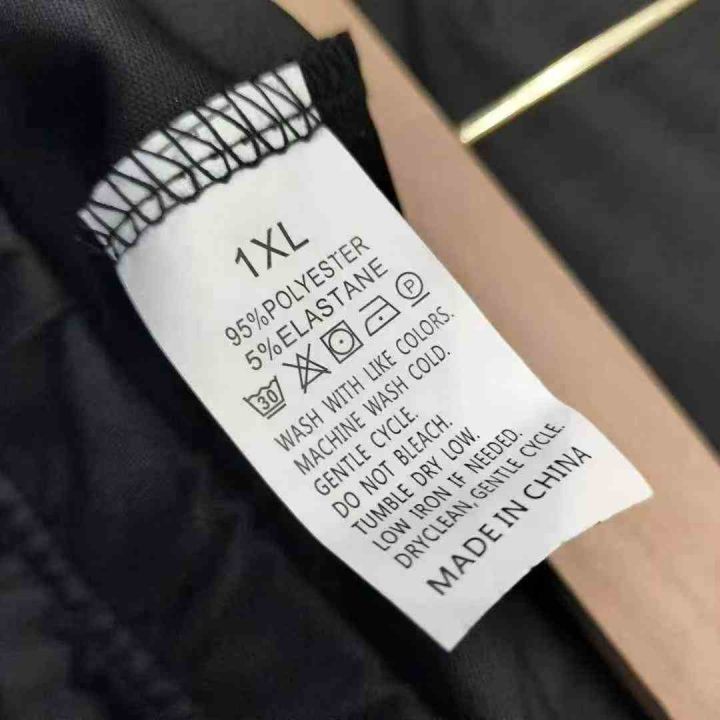 1XL
95%POLYESTER
5%ELASTANE
30 P
WASH WITH LIKE COLORS.
MACHINE WASH COLD.
GENTLE CYCLE.
DO NOT BLEACH.
TUMBLE DRY LOW.
LOW IRON IF NEEDED.
DRYCLEAN, GENTLE CYCLE.
MADE IN CHINA